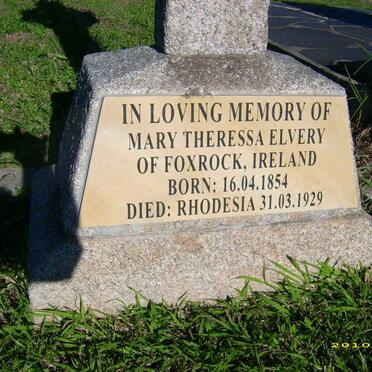 IN LOVING MEMORY OF
MARY THERESSA ELVERY
OF FOXROCK, IRELAND
BORN: 16.04.1854
DIED: RHODESIA 31.03.1929
2010